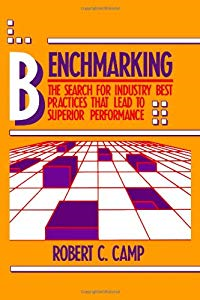 BENCHMARKING
THE SEARCH FOR INDUSTRY BEST
PRACTICES THAT LEAD TO
SUPERIOR PERFORMANCE
ROBERT C. CAMP